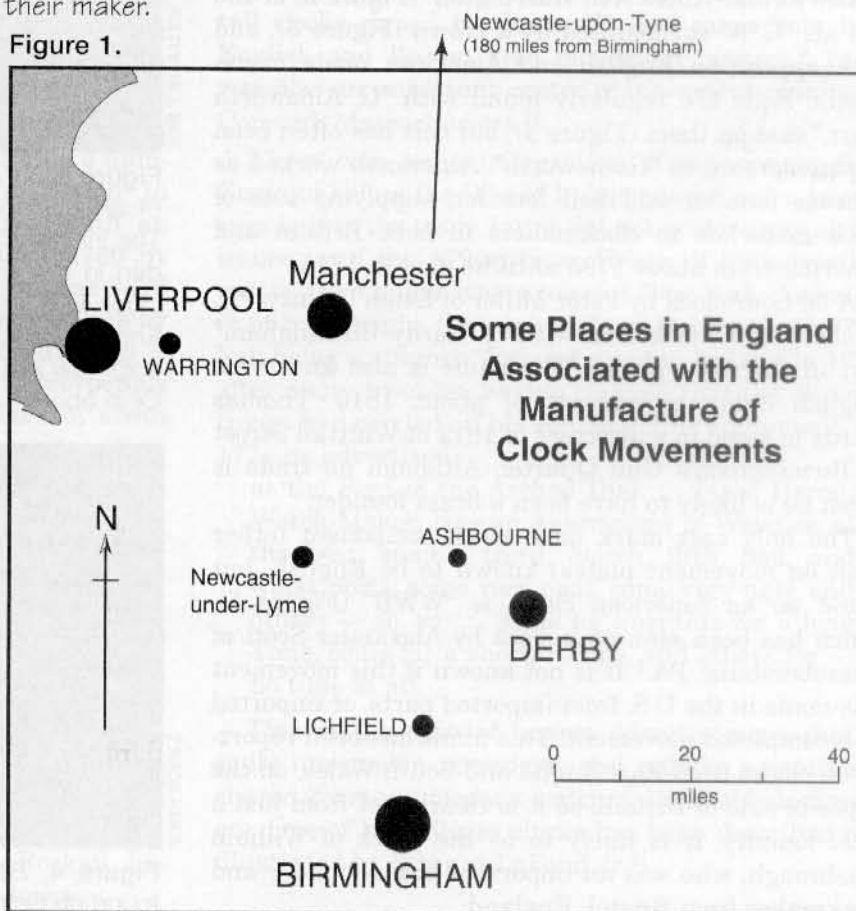 their maker.
Figure 1.
Newcastle-upon-Tyne
(180 miles from Birmingham)
LIVERPOOL
Manchester
WARRINGTON
Some Places in England
Associated with the
Manufacture of
Clock Movements
N
Newcastle-
under-Lyme
ASHBOURNE
DERBY
LICHFIELD
0 20 40
miles
BIRMINGHAM